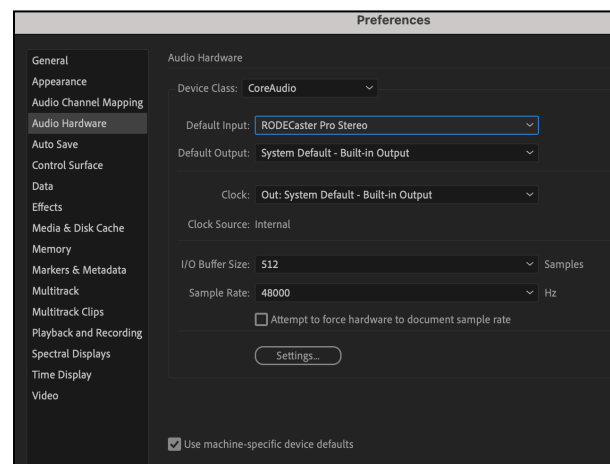 Preferences
General
Appearance
Audio Channel Mapping
Audio Hardware
Auto Save
Control Surface
Data
Effects
Media & Disk Cache
Memory
Markers & Metadata
Multitrack
Multitrack Clips
Playback and Recording
Spectral Displays
Time Display
Video
Audio Hardware
Device Class: CoreAudio
Default Input: RODECaster Pro Stereo
Default Output: System Default - Built-in Output
Clock: Out: System Default - Built-in Output
Clock Source: Internal
I/O Buffer Size: 512 Samples
Sample Rate: 48000 Hz
Attempt to force hardware to document sample rate
Settings...
Use machine-specific device defaults